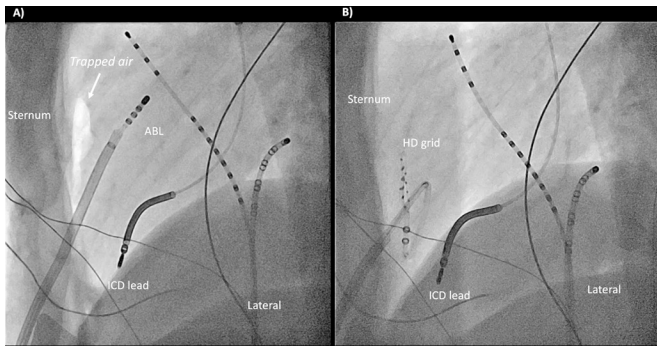 A)
Trapped air
Sternum
ABL
ICD lead
Lateral
B)
Sternum
HD grid
ICD lead
Lateral